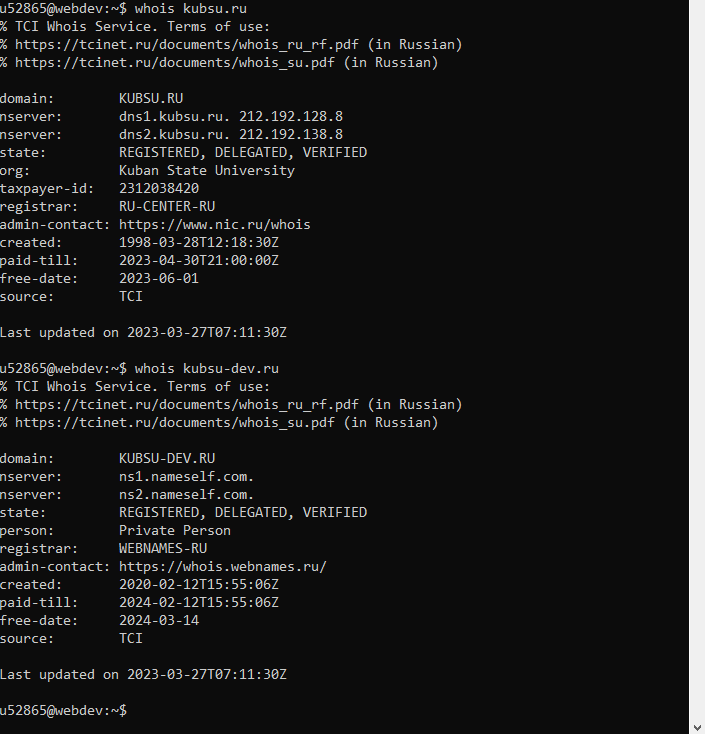 u52865@webdev:~$ whois kubsu.ru
% TCI Whois Service. Terms of use:
% https://tcinet.ru/documents/whois_ru_rf.pdf (in Russian)
% https://tcinet.ru/documents/whois_su.pdf (in Russian)

domain:        KUBSU.RU
nserver:       dns1.kubsu.ru. 212.192.128.8
nserver:       dns2.kubsu.ru. 212.192.138.8
state:         REGISTERED, DELEGATED, VERIFIED
org:           Kuban State University
taxpayer-id:   2312038420
registrar:     RU-CENTER-RU
admin-contact: https://www.nic.ru/whois
created:       1998-03-28T12:18:30Z
paid-till:     2023-04-30T21:00:00Z
free-date:     2023-06-01
source:        TCI

Last updated on 2023-03-27T07:11:30Z

u52865@webdev:~$ whois kubsu-dev.ru
% TCI Whois Service. Terms of use:
% https://tcinet.ru/documents/whois_ru_rf.pdf (in Russian)
% https://tcinet.ru/documents/whois_su.pdf (in Russian)

domain:        KUBSU-DEV.RU
nserver:       ns1.nameself.com.
nserver:       ns2.nameself.com.
state:         REGISTERED, DELEGATED, VERIFIED
person:        Private Person
registrar:     WEBNAMES-RU
admin-contact: https://whois.webnames.ru/
created:       2020-02-12T15:55:06Z
paid-till:     2024-02-12T15:55:06Z
free-date:     2024-03-14
source:        TCI

Last updated on 2023-03-27T07:11:30Z

u52865@webdev:~$